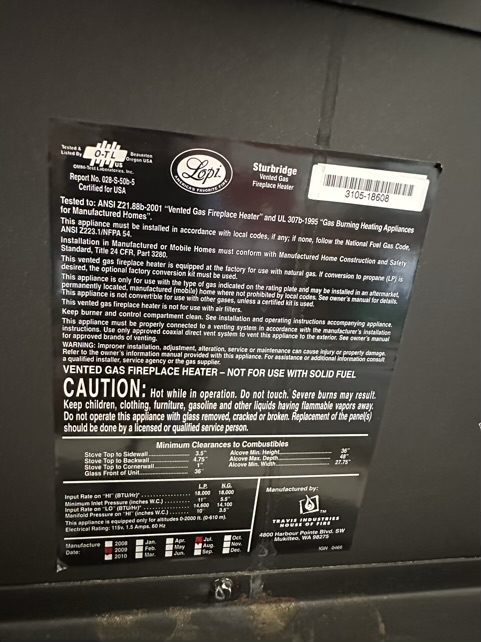 Tested & Listed By
O-T-L
US
Beaverton Oregon USA
OMNI-Test Laboratories, Inc.
Report No. 028-S-50b-5
Certified for USA
Lopi
AMERICA'S FAVORITE FIRE
Sturbridge
Vented Gas
Fireplace Heater
3105-18608
Tested to: ANSI Z21.88b-2001 "Vented Gas Fireplace Heater" and UL 307b-1995 "Gas Burning Heating Appliances
for Manufactured Homes".
This appliance must be installed in accordance with local codes, if any; if none, follow the National Fuel Gas Code,
ANSI Z223.1/NFPA 54.
Installation in Manufactured or Mobile Homes must conform with Manufactured Home Construction and Safety
Standard, Title 24 CFR, Part 3280.
This vented gas fireplace heater is equipped at the factory for use with natural gas. If conversion to propane (LP) is
desired, the optional factory conversion kit must be used.
This appliance is only for use with the type of gas indicated on the rating plate and may be installed in an aftermarket,
permanently located, manufactured (mobile) home where not prohibited by local codes. See owner's manual for details.
This appliance is not convertible for use with other gases, unless a certified kit is used.
This vented gas fireplace heater is not for use with air filters.
Keep burner and control compartment clean. See installation and operating instructions accompanying appliance.
This appliance must be properly connected to a venting system in accordance with the manufacturer's installation
instructions. Use only approved coaxial direct vent system to vent this appliance to the exterior. See owner's manual
for approved brands of venting.
WARNING: Improper installation, adjustment, alteration, service or maintenance can cause injury or property damage.
Refer to the owner's information manual provided with this appliance. For assistance or additional information consult
a qualified installer, service agency or the gas supplier.
VENTED GAS FIREPLACE HEATER – NOT FOR USE WITH SOLID FUEL
CAUTION: Hot while in operation. Do not touch. Severe burns may result.
Keep children, clothing, furniture, gasoline and other liquids having flammable vapors away.
Do not operate this appliance with glass removed, cracked or broken. Replacement of the panel(s)
should be done by a licensed or qualified service person.
Minimum Clearances to Combustibles
Stove Top to Sidewall 3.5"
Stove Top to Backwall 4.75"
Stove Top to Cornerwall 1"
Glass Front of Unit 36"
Alcove Min. Height 36"
Alcove Max. Depth 48"
Alcove Min. Width 27.75"
L.P. N.G.
Input Rate on "HI" (BTU/Hr) 18,000 18,000
Minimum Inlet Pressure (inches W.C.) 11" 5.5"
Input Rate on "LO" (BTU/Hr) 14,600 14,100
Manifold Pressure on "HI" (inches W.C.) 10" 3.5"
This appliance is equipped only for altitudes 0-2000 ft. (0-610 m).
Electrical Rating: 115v, 1.5 Amps, 60 Hz
Manufacture Date:
2008 Jan. Apr. Jul. Oct.
2009 Feb. May Aug. Nov.
2010 Mar. Jun. Sep. Dec.
Manufactured by:
TRAVIS INDUSTRIES
HOUSE OF FIRE
4800 Harbour Pointe Blvd. SW
Mukilteo, WA 98275